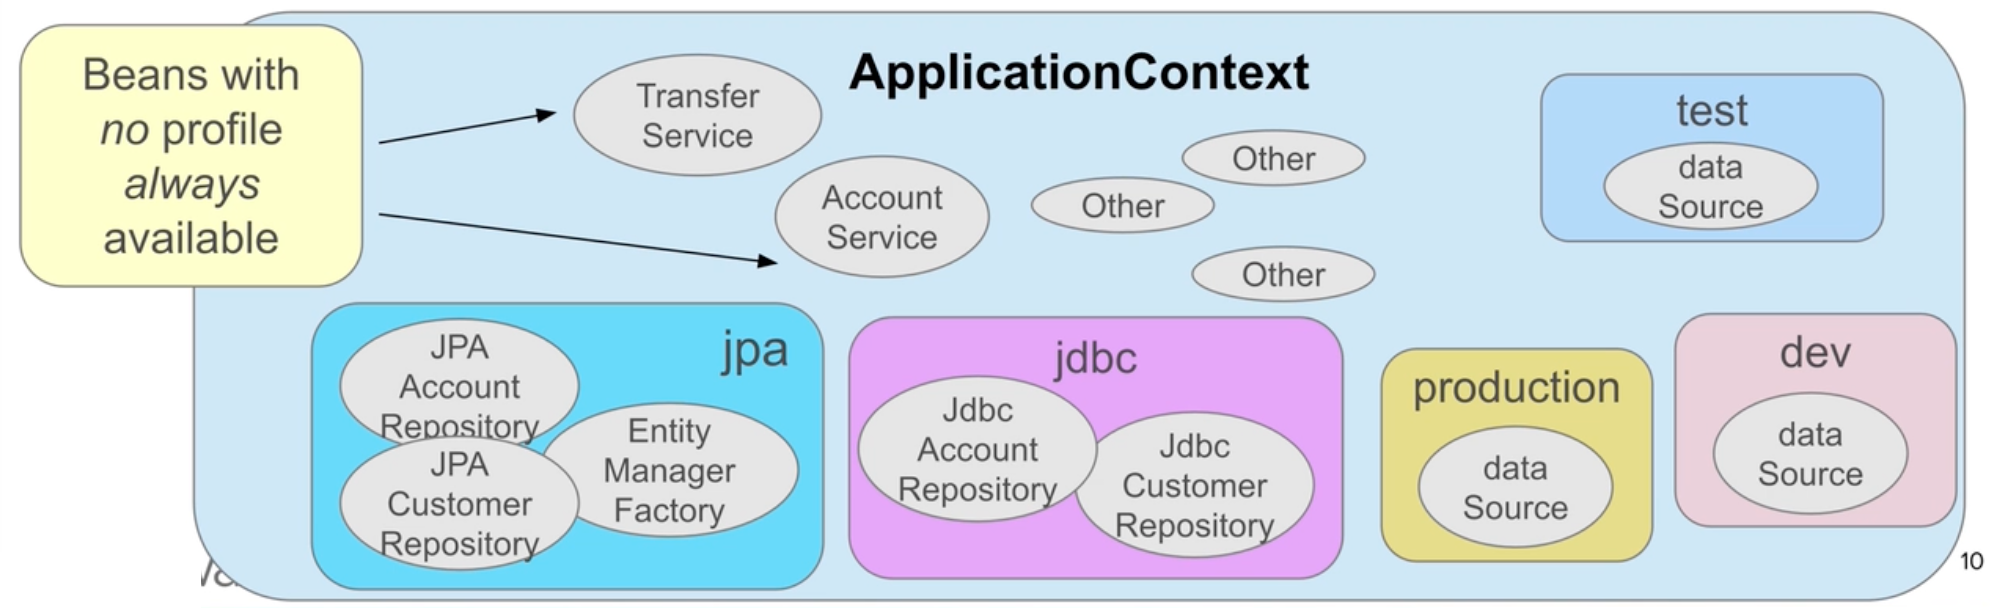 Beans with
no profile
always
available
ApplicationContext
Transfer
Service
Account
Service
Other
Other
Other
test
data
Source
jpa
JPA
Account
Repository
JPA
Customer
Repository
Entity
Manager
Factory
jdbc
Jdbc
Account
Repository
Jdbc
Customer
Repository
production
data
Source
dev
data
Source
10